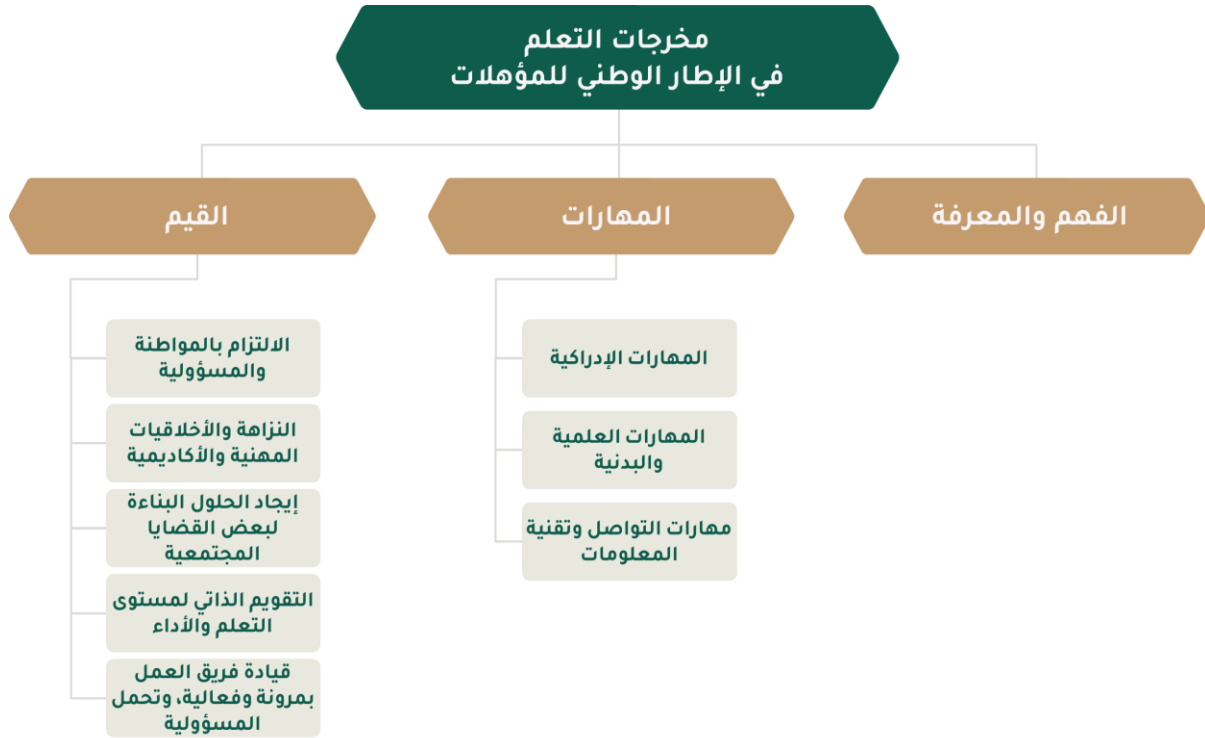 مخرجات التعلم
في الإطار الوطني للمؤهلات
الفهم والمعرفة
المهارات
القيم
المهارات الإدراكية
المهارات العلمية
والبدنية
مهارات التواصل وتقنية
المعلومات
الالتزام بالمواطنة
والمسؤولية
النزاهة والأخلاقيات
المهنية والأكاديمية
إيجاد الحلول البناءة
لبعض القضايا
المجتمعية
التقويم الذاتي لمستوى
التعلم والأداء
قيادة فريق العمل
بمرونة وفعالية، وتحمل
المسؤولية